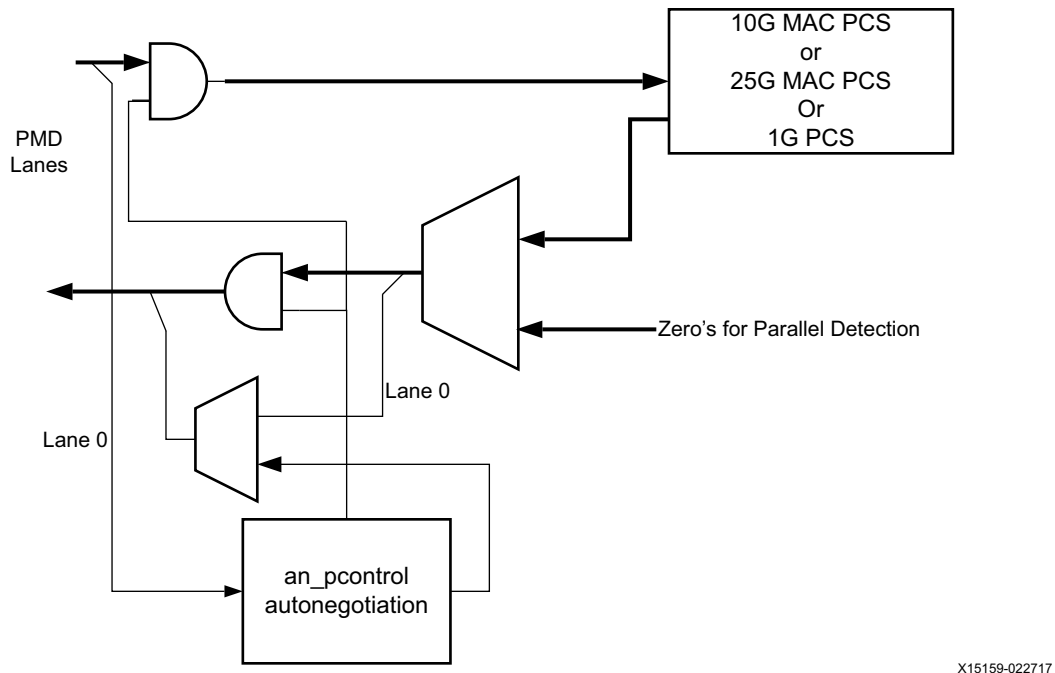 10G MAC PCS
or
25G MAC PCS
Or
1G PCS
PMD
Lanes
Zero's for Parallel Detection
Lane 0
Lane 0
an_pcontrol
autonegotiation
X15159-022717